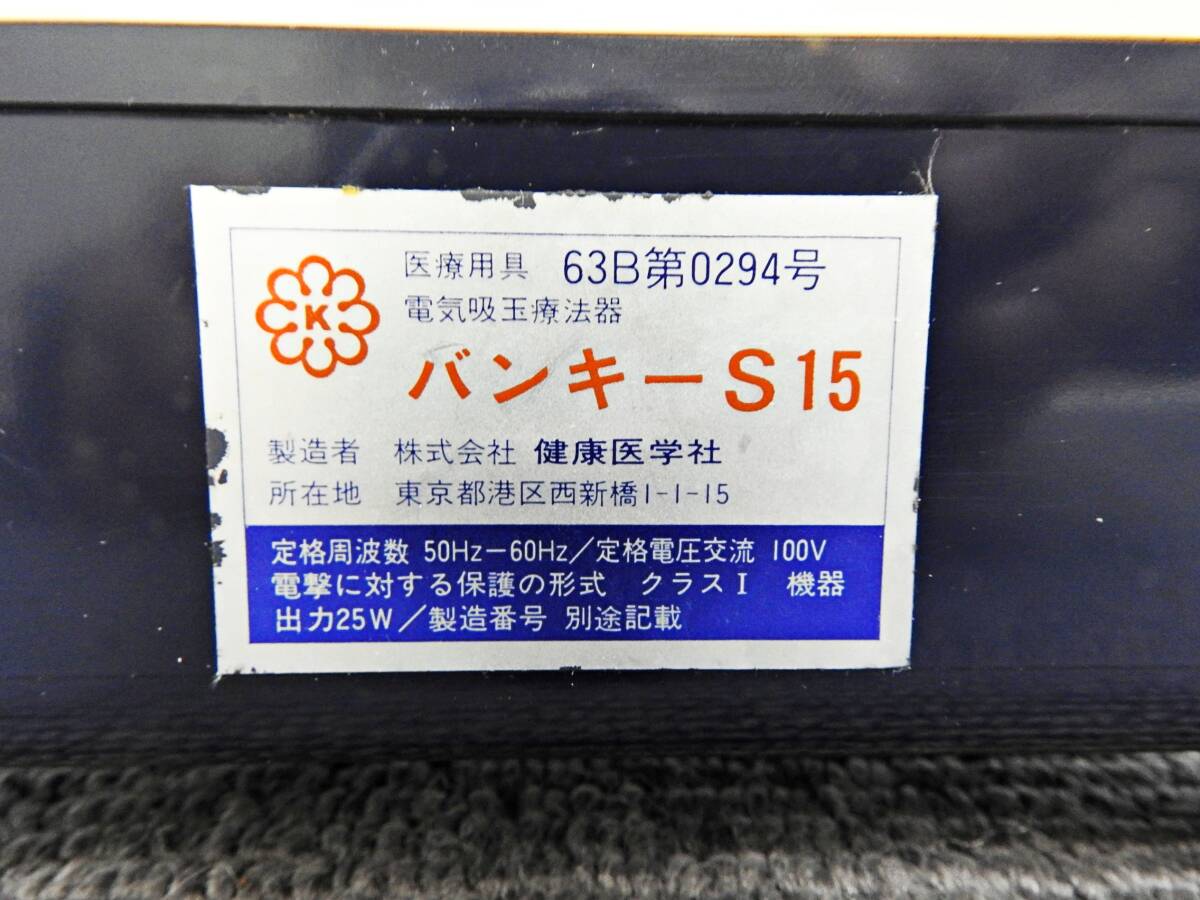 K
医療用具 63B第0294号
電気吸玉療法器
バンキーS15
製造者 株式会社 健康医学社
所在地 東京都港区西新橋1-1-15
定格周波数 50Hz－60Hz／定格電圧交流 100V
電撃に対する保護の形式 クラスⅠ 機器
出力25W／製造番号 別途記載